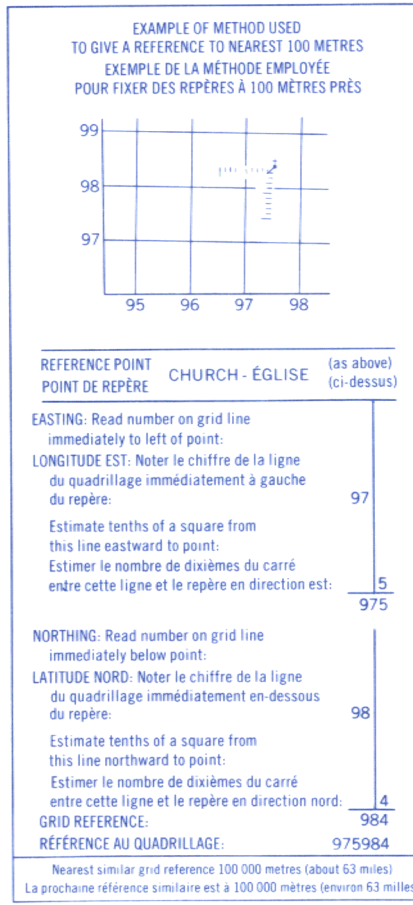 EXAMPLE OF METHOD USED
TO GIVE A REFERENCE TO NEAREST 100 METRES
EXEMPLE DE LA MÉTHODE EMPLOYÉE
POUR FIXER DES REPÈRES À 100 MÈTRES PRÈS
99
98
97
95 96 97 98
REFERENCE POINT CHURCH - ÉGLISE (as above)
POINT DE REPÈRE (ci-dessus)
EASTING: Read number on grid line
immediately to left of point:
LONGITUDE EST: Noter le chiffre de la ligne
du quadrillage immédiatement à gauche
du repère: 97
Estimate tenths of a square from
this line eastward to point:
Estimer le nombre de dixièmes du carré
entre cette ligne et le repère en direction est: 5
975
NORTHING: Read number on grid line
immediately below point:
LATITUDE NORD: Noter le chiffre de la ligne
du quadrillage immédiatement en-dessous
du repère: 98
Estimate tenths of a square from
this line northward to point:
Estimer le nombre de dixièmes du carré
entre cette ligne et le repère en direction nord: 4
GRID REFERENCE: 984
RÉFÉRENCE AU QUADRILLAGE: 975984
Nearest similar grid reference 100 000 metres (about 63 miles)
La prochaine référence similaire est à 100 000 mètres (environ 63 milles